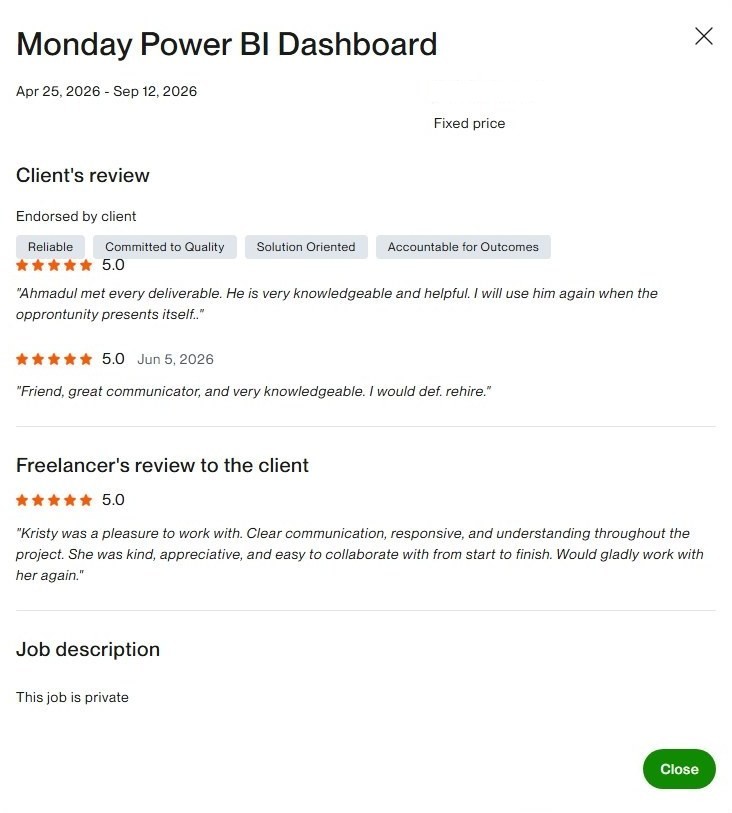 Monday Power BI Dashboard
Apr 25, 2026 - Sep 12, 2026
Fixed price
Client's review
Endorsed by client
Reliable Committed to Quality Solution Oriented Accountable for Outcomes
5.0
"Ahmadul met every deliverable. He is very knowledgeable and helpful. I will use him again when the
opprontunity presents itself.."
5.0 Jun 5, 2026
"Friend, great communicator, and very knowledgeable. I would def. rehire."
Freelancer's review to the client
5.0
"Kristy was a pleasure to work with. Clear communication, responsive, and understanding throughout the
project. She was kind, appreciative, and easy to collaborate with from start to finish. Would gladly work with
her again."
Job description
This job is private
Close